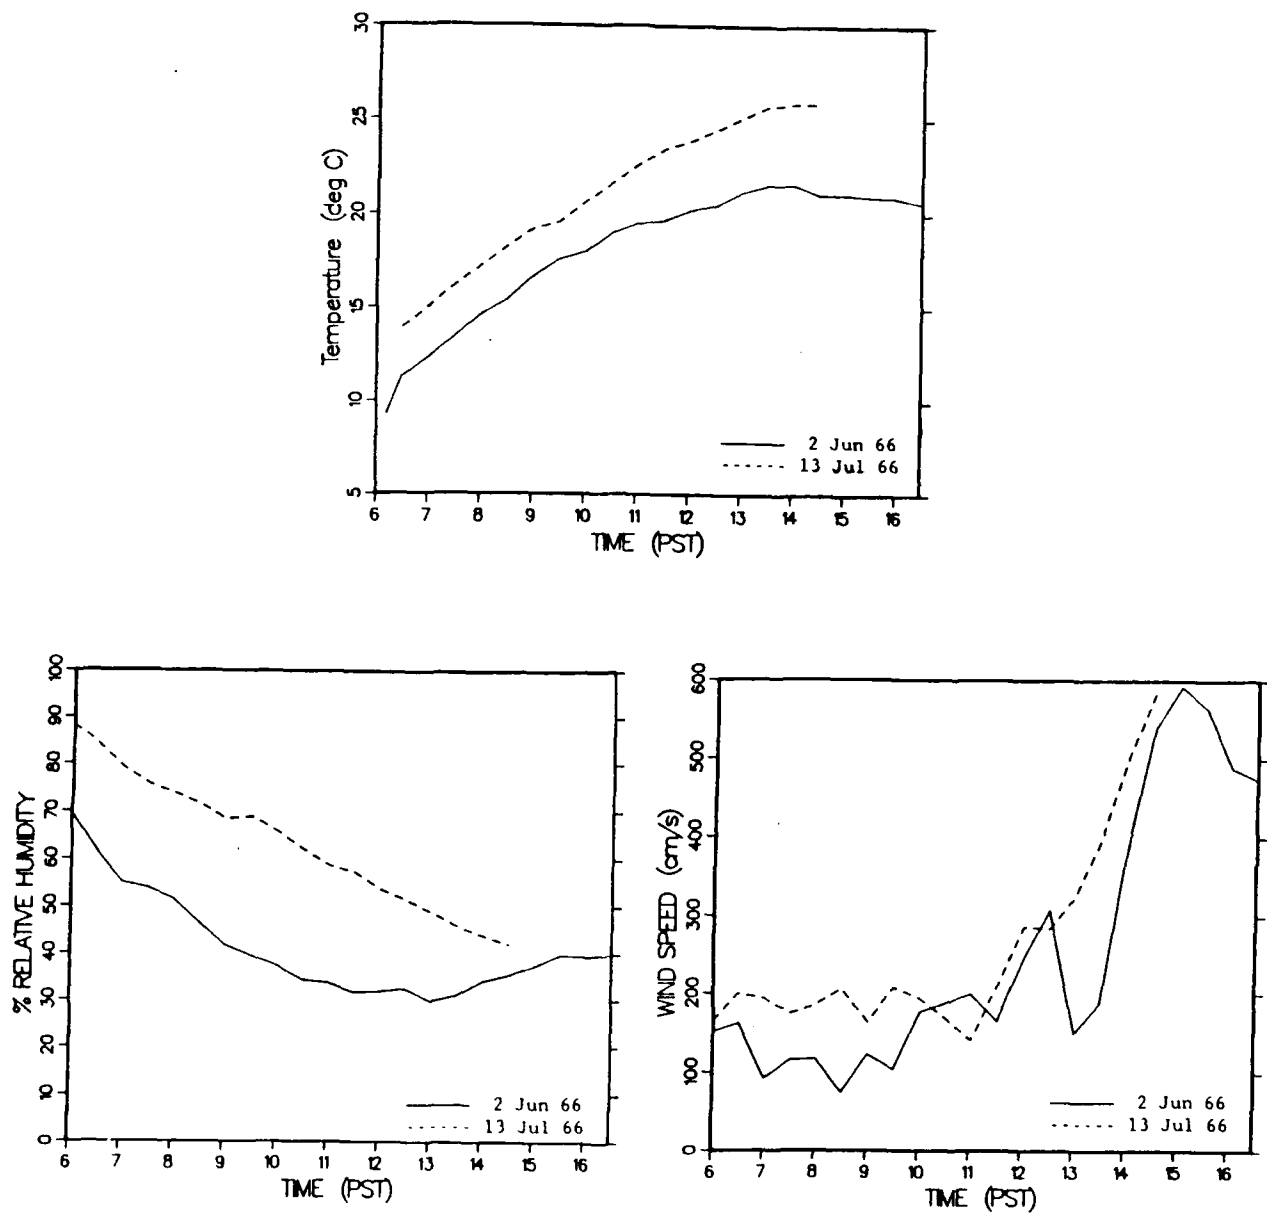 30
25
20
15
10
5
Temperature (deg C)
2 Jun 66
13 Jul 66
6 7 8 9 10 11 12 13 14 15 16
TIME (PST)
100
90
80
70
60
50
40
30
20
10
0
% RELATIVE HUMIDITY
2 Jun 66
13 Jul 66
6 7 8 9 10 11 12 13 14 15 16
TIME (PST)
600
500
400
300
200
100
0
WIND SPEED (cm/s)
2 Jun 66
13 Jul 66
6 7 8 9 10 11 12 13 14 15 16
TIME (PST)